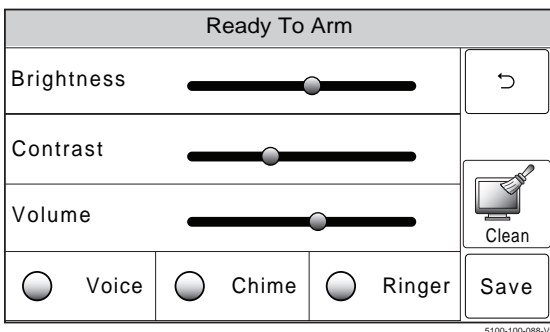 Ready To Arm
Brightness
Contrast
Volume
Clean
Voice
Chime
Ringer
Save
5100-100-088-V